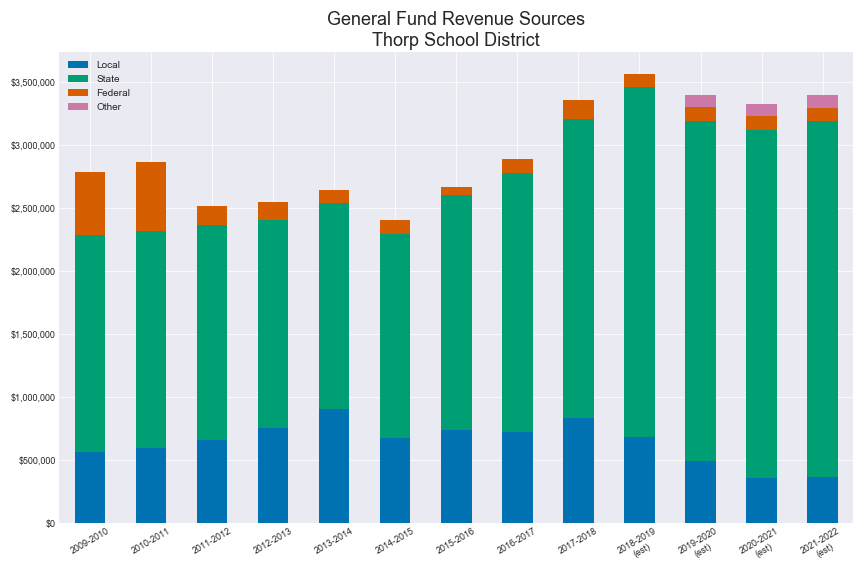 General Fund Revenue Sources
Thorp School District
Local
State
Federal
Other
$3,500,000
$3,000,000
$2,500,000
$2,000,000
$1,500,000
$1,000,000
$500,000
$0
2009-2010
2010-2011
2011-2012
2012-2013
2013-2014
2014-2015
2015-2016
2016-2017
2017-2018
2018-2019
(est)
2019-2020
(est)
2020-2021
(est)
2021-2022
(est)